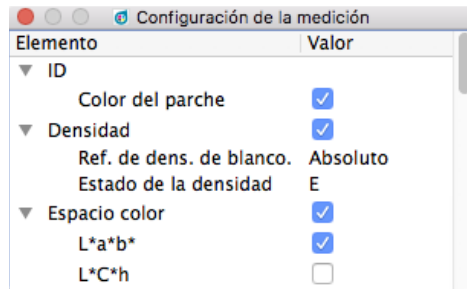 Configuración de la medición
Elemento Valor
ID
Color del parche
Densidad
Ref. de dens. de blanco. Absoluto
Estado de la densidad E
Espacio color
L*a*b*
L*C*h